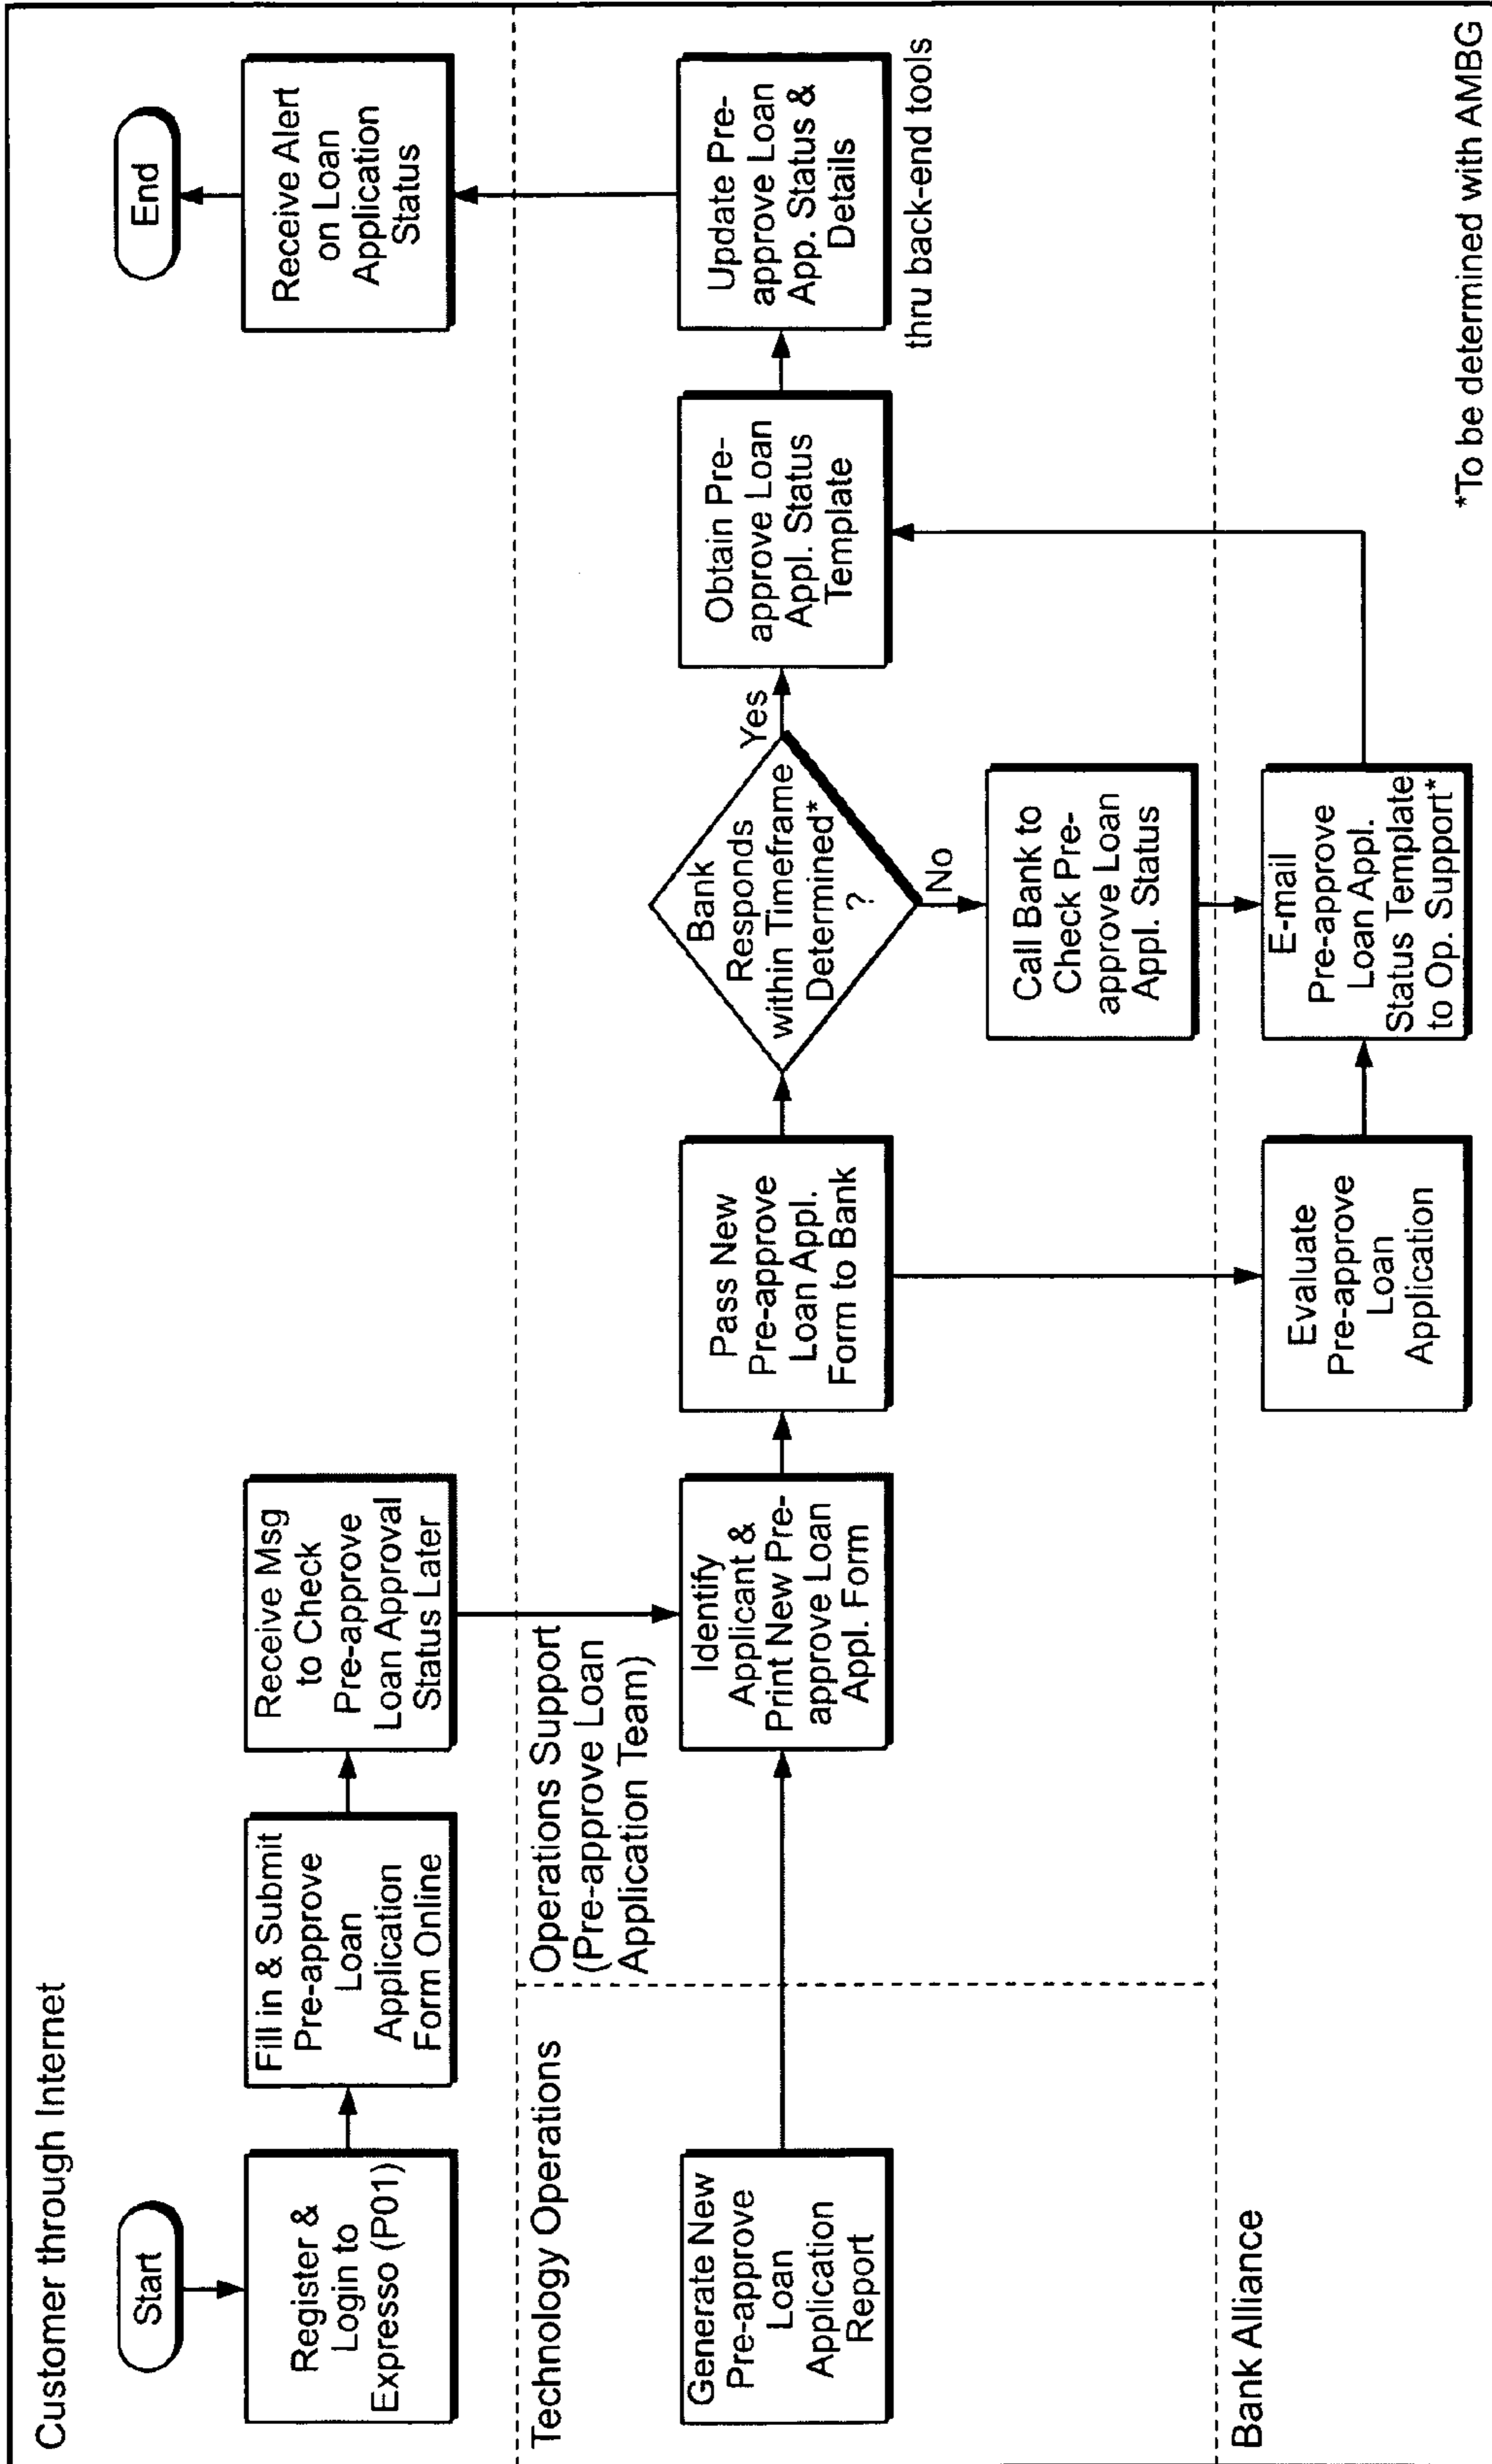 Customer through Internet
Start
Register &
Login to
Expresso (P01)
Fill in & Submit
Pre-approve
Loan
Application
Form Online
Receive Msg
to Check
Pre-approve
Loan Approval
Status Later
Receive Alert
on Loan
Application
Status
End
Technology Operations
Generate New
Pre-approve
Loan
Application
Report
Operations Support
(Pre-approve Loan
Application Team)
Identify
Applicant &
Print New Pre-
approve Loan
Appl. Form
Pass New
Pre-approve
Loan Appl.
Form to Bank
Bank
Responds
within Timeframe
Determined*
?
Yes
No
Obtain Pre-
approve Loan
Appl. Status
Template
Update Pre-
approve Loan
App. Status &
Details
thru back-end tools
Call Bank to
Check Pre-
approve Loan
Appl. Status
Bank Alliance
Evaluate
Pre-approve
Loan
Application
E-mail
Pre-approve
Loan Appl.
Status Template
to Op. Support*
*To be determined with AMBG